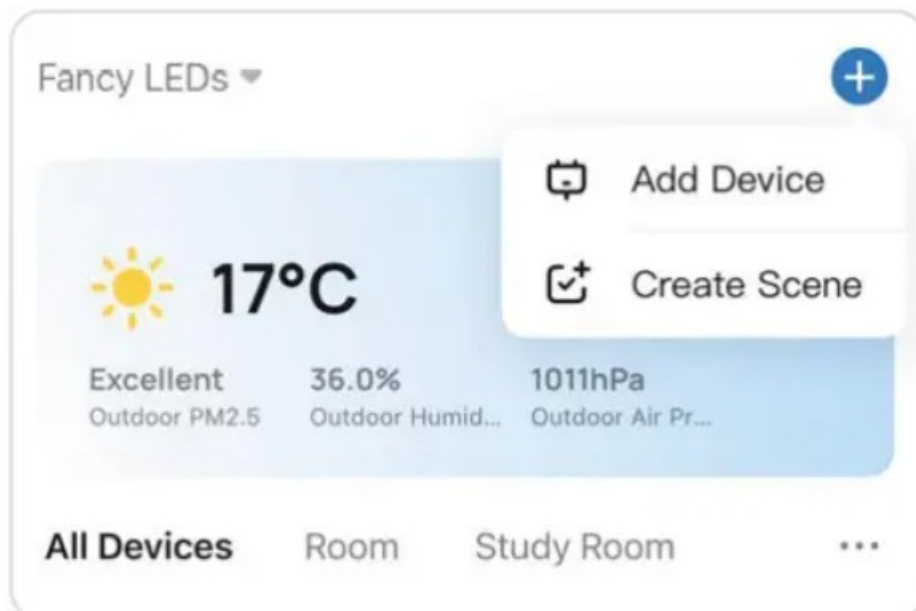 Fancy LEDs
Add Device
Create Scene
17°C
Excellent 36.0% 1011hPa
Outdoor PM2.5 Outdoor Humid... Outdoor Air Pr...
All Devices Room Study Room ...